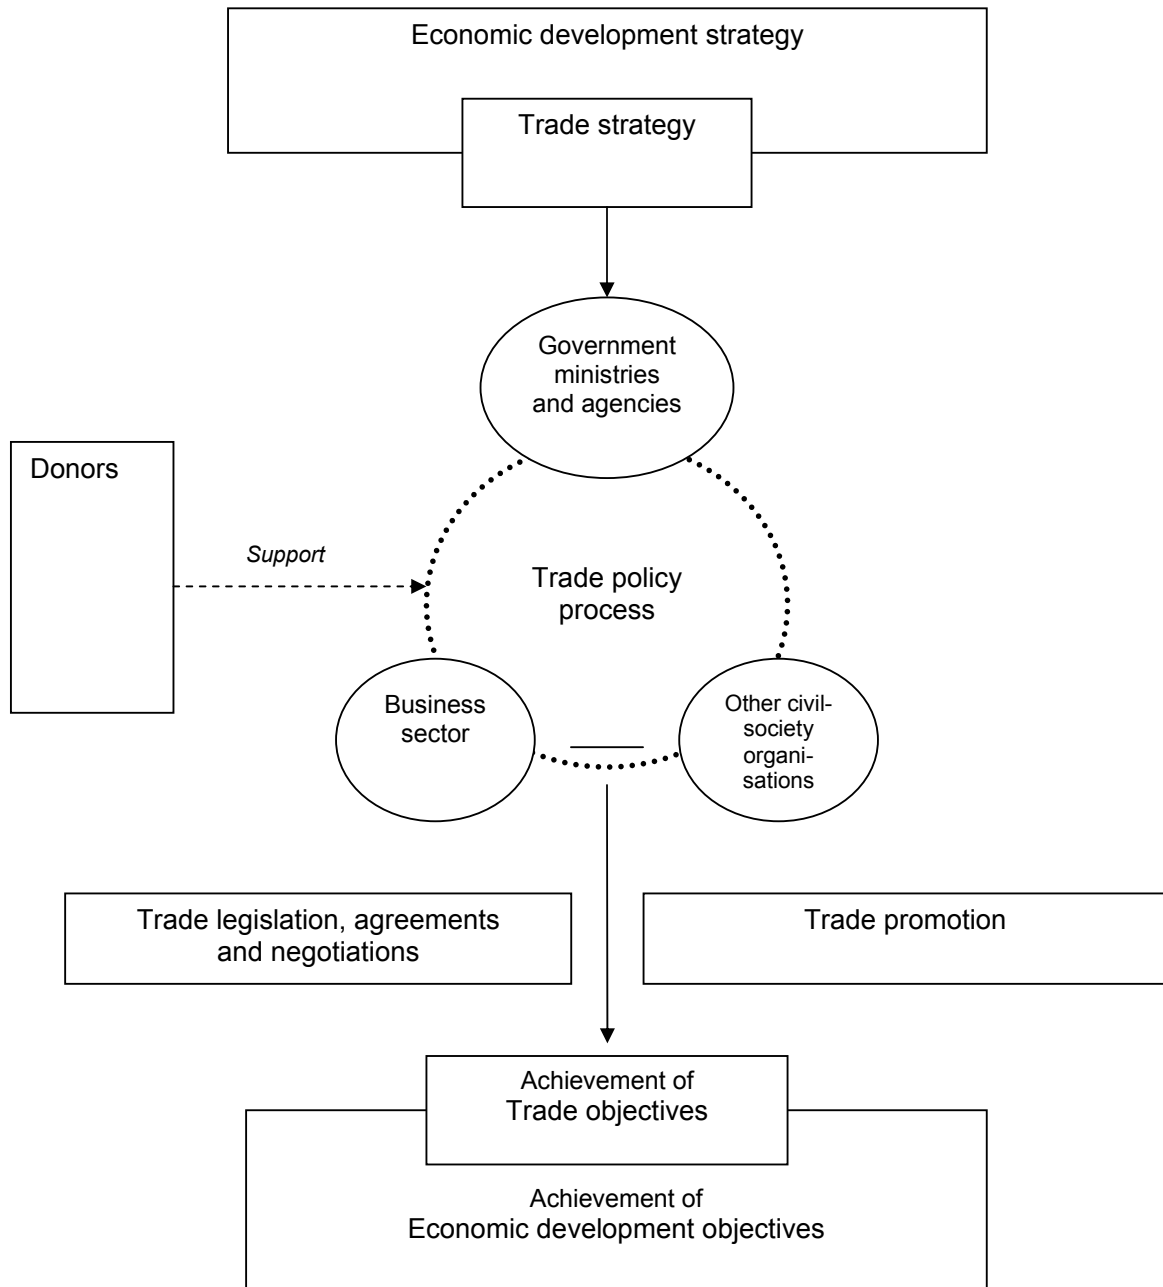 Economic development strategy
Trade strategy
Government
ministries
and agencies
Donors
Support
Trade policy
process
Business
sector
Other civil-
society
organi-
sations
Trade legislation, agreements
and negotiations
Trade promotion
Achievement of
Trade objectives
Achievement of
Economic development objectives